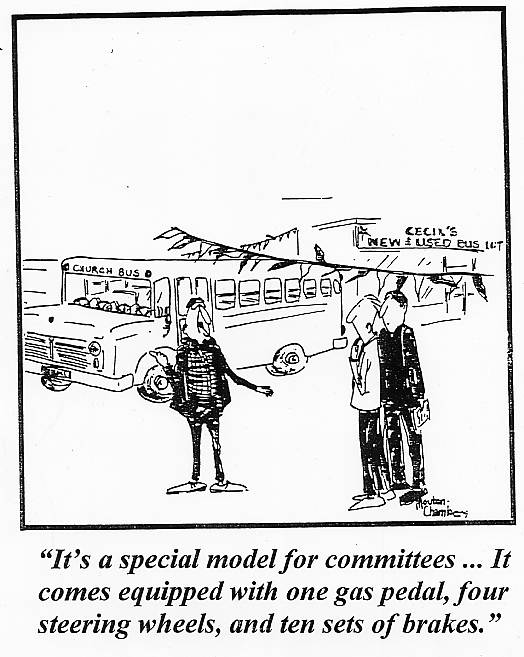 CECIL'S
NEW & USED BUS LOT
CHURCH BUS
Mouton-
Chambers
“It's a special model for committees ... It
comes equipped with one gas pedal, four
steering wheels, and ten sets of brakes.”